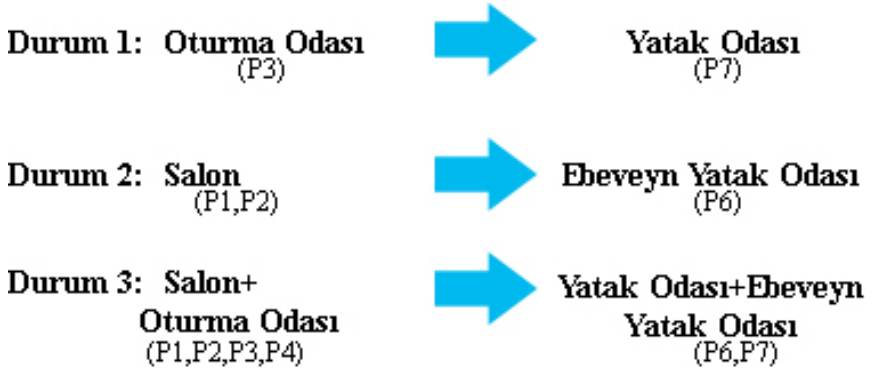 Durum 1: Oturma Odası Yatak Odası
(P3) (P7)
Durum 2: Salon Ebeveyn Yatak Odası
(P1,P2) (P6)
Durum 3: Salon+ Yatak Odası+Ebeveyn
Oturma Odası Yatak Odası
(P1,P2,P3,P4) (P6,P7)